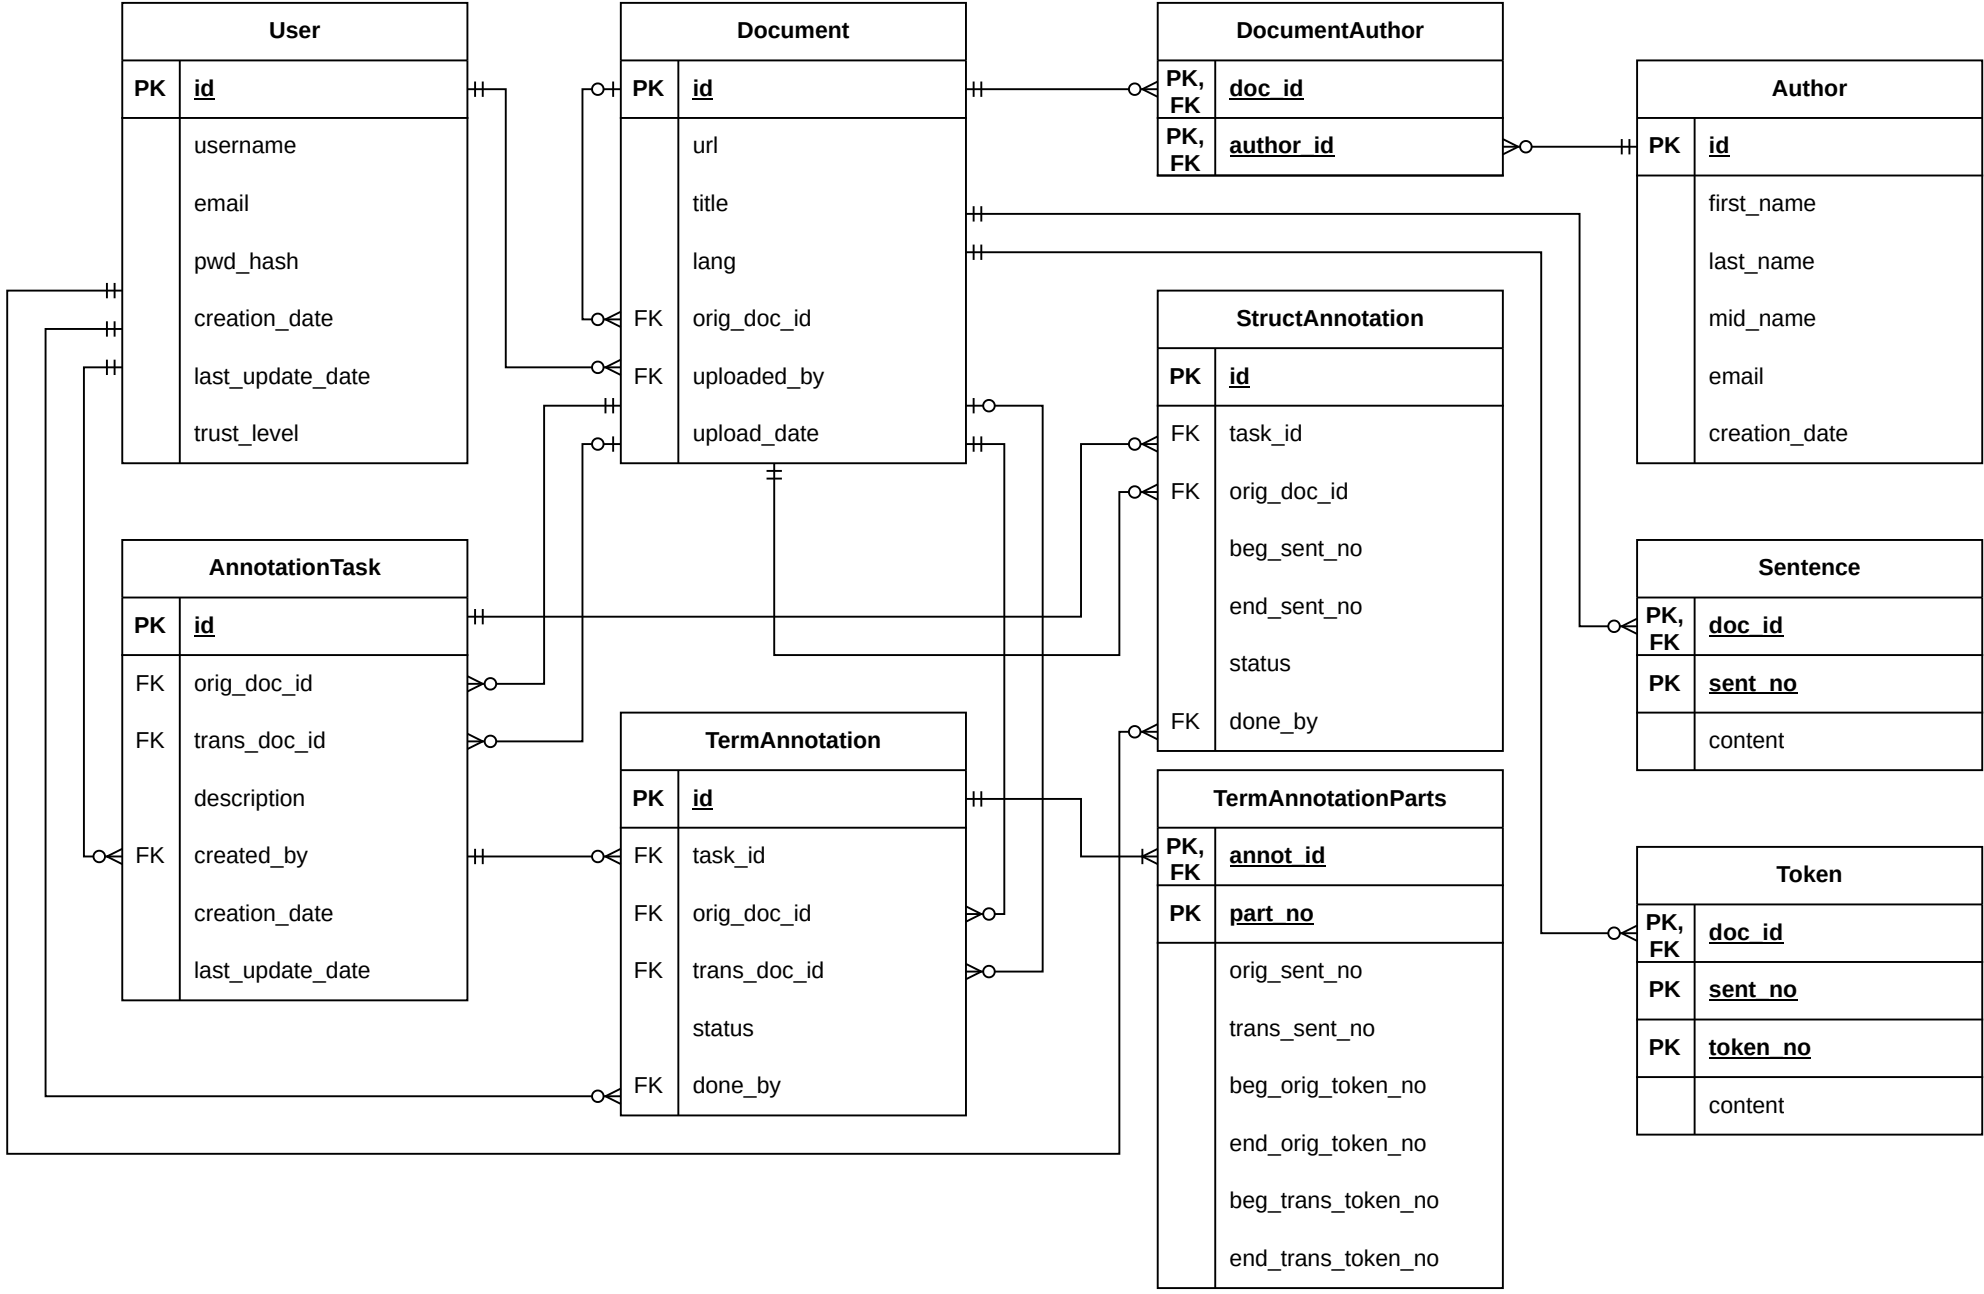 User
PK id
username
email
pwd_hash
creation_date
last_update_date
trust_level
Document
PK id
url
title
lang
FK orig_doc_id
FK uploaded_by
upload_date
DocumentAuthor
PK,
FK doc_id
PK,
FK author_id
Author
PK id
first_name
last_name
mid_name
email
creation_date
StructAnnotation
PK id
FK task_id
FK orig_doc_id
beg_sent_no
end_sent_no
status
FK done_by
AnnotationTask
PK id
FK orig_doc_id
FK trans_doc_id
description
FK created_by
creation_date
last_update_date
TermAnnotation
PK id
FK task_id
FK orig_doc_id
FK trans_doc_id
status
FK done_by
TermAnnotationParts
PK,
FK annot_id
PK part_no
orig_sent_no
trans_sent_no
beg_orig_token_no
end_orig_token_no
beg_trans_token_no
end_trans_token_no
Sentence
PK,
FK doc_id
PK sent_no
content
Token
PK,
FK doc_id
PK sent_no
PK token_no
content